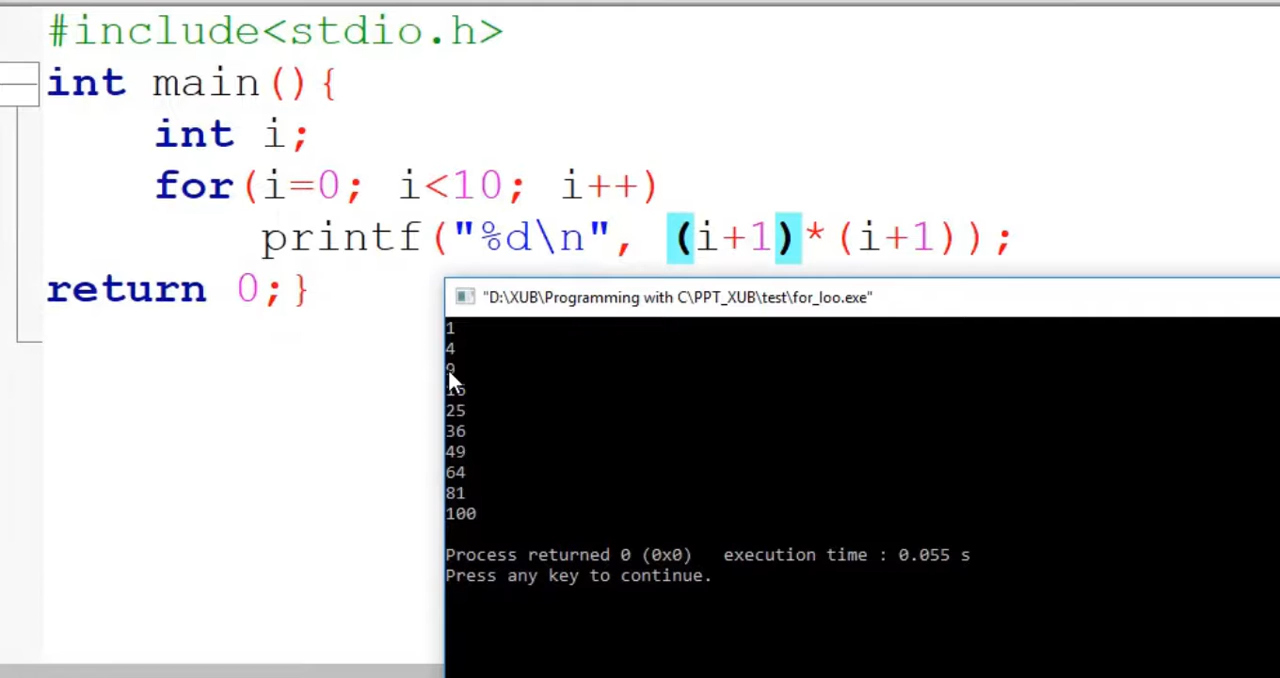 #include<stdio.h>
int main(){
int i;
for(i=0; i<10; i++)
printf("%d\n", (i+1)*(i+1));
return 0;}
"D:\XUB\Programming with C\PPT_XUB\test\for_loo.exe"
1
4
9
16
25
36
49
64
81
100
Process returned 0 (0x0) execution time : 0.055 s
Press any key to continue.